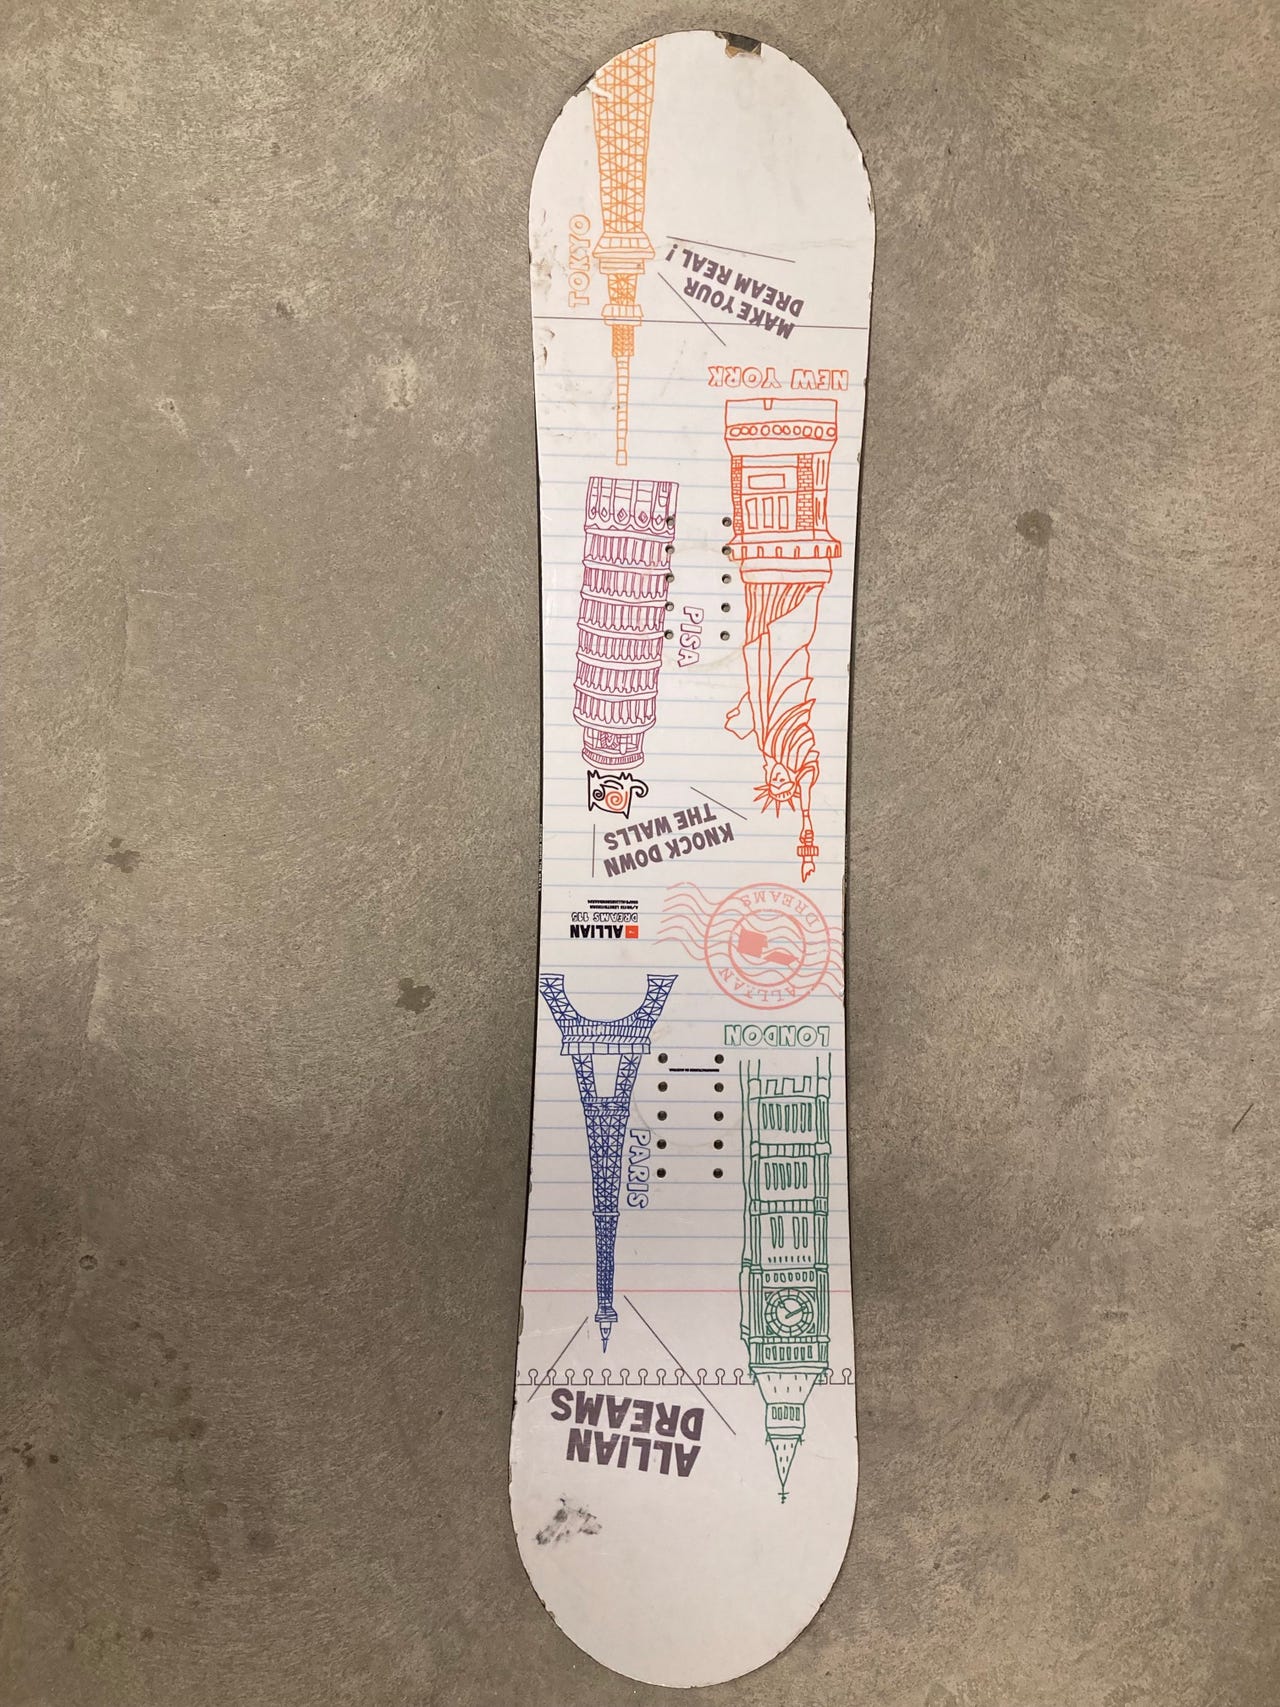 ALLIAN
DREAMS
PARIS
LONDON
ALLIAN
DREAMS 115
ALLIAN
DREAMS
KNOCK DOWN
THE WALLS
PISA
NEW YORK
MAKE YOUR
DREAM REAL!
TOKYO